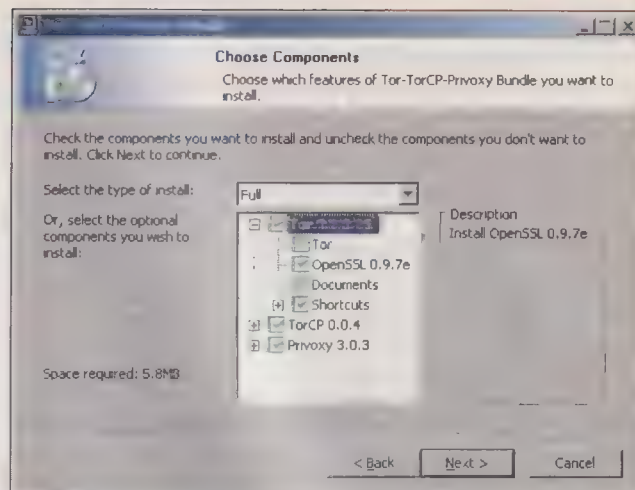 Choose Components
Choose which features of Tor-TorCP-Privoxy Bundle you want to
install.
Check the components you want to install and uncheck the components you don't want to
install. Click Next to continue.
Select the type of install:
Full
Or, select the optional
components you wish to
install:
Tor
OpenSSL 0.9.7e
Documents
Shortcuts
TorCP 0.0.4
Privoxy 3.0.3
Description
Install OpenSSL 0.9.7e
Space required: 5.8MB
< Back
Next >
Cancel